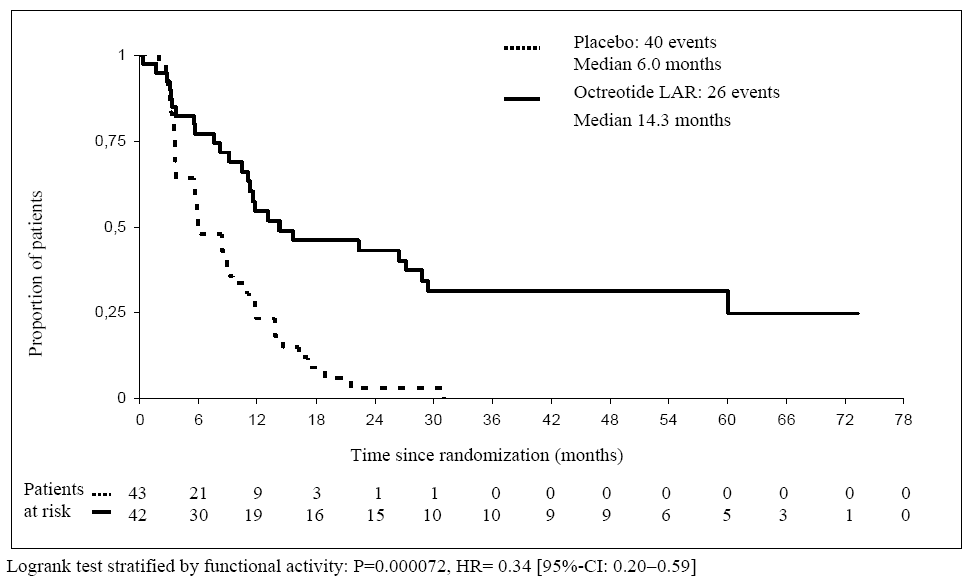 Placebo: 40 events
Median 6.0 months
Octreotide LAR: 26 events
Median 14.3 months
1
0,75
0,5
0,25
0
Proportion of patients
0 6 12 18 24 30 36 42 48 54 60 66 72 78
Time since randomization (months)
Patients 43 21 9 3 1 1 0 0 0 0 0 0 0 0
at risk 42 30 19 16 15 10 10 9 9 6 5 3 1 0
Logrank test stratified by functional activity: P=0.000072, HR= 0.34 [95%-CI: 0.20–0.59]